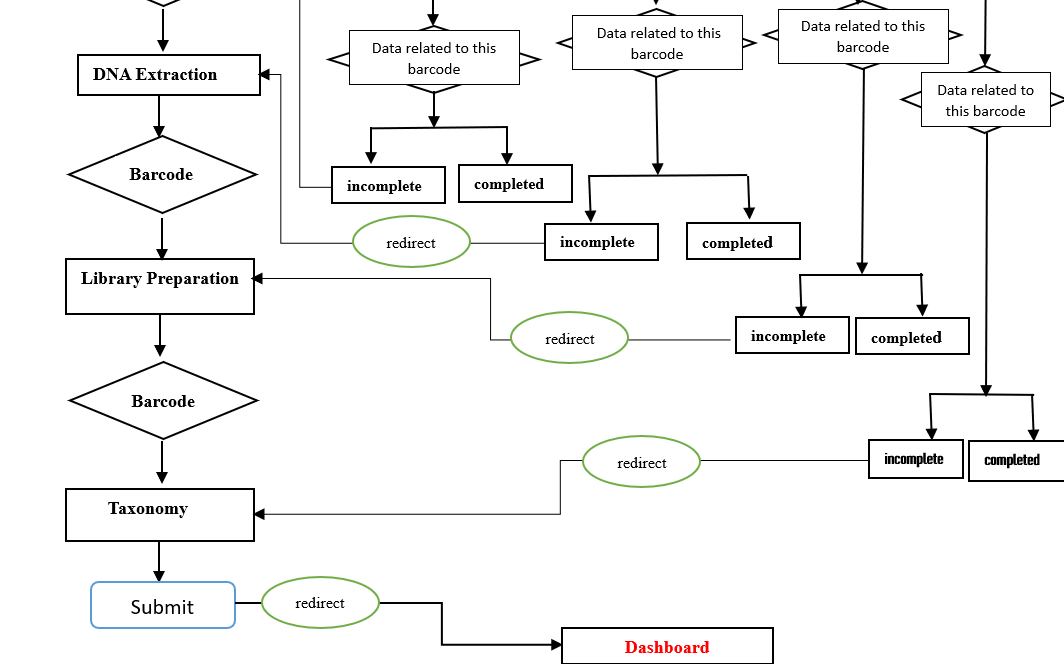 Data related to this
barcode
Data related to this
barcode
Data related to this
barcode
DNA Extraction
Data related to
this barcode
Barcode
incomplete
completed
redirect
incomplete
completed
Library Preparation
redirect
incomplete
completed
Barcode
redirect
incomplete
completed
Taxonomy
Submit
redirect
Dashboard